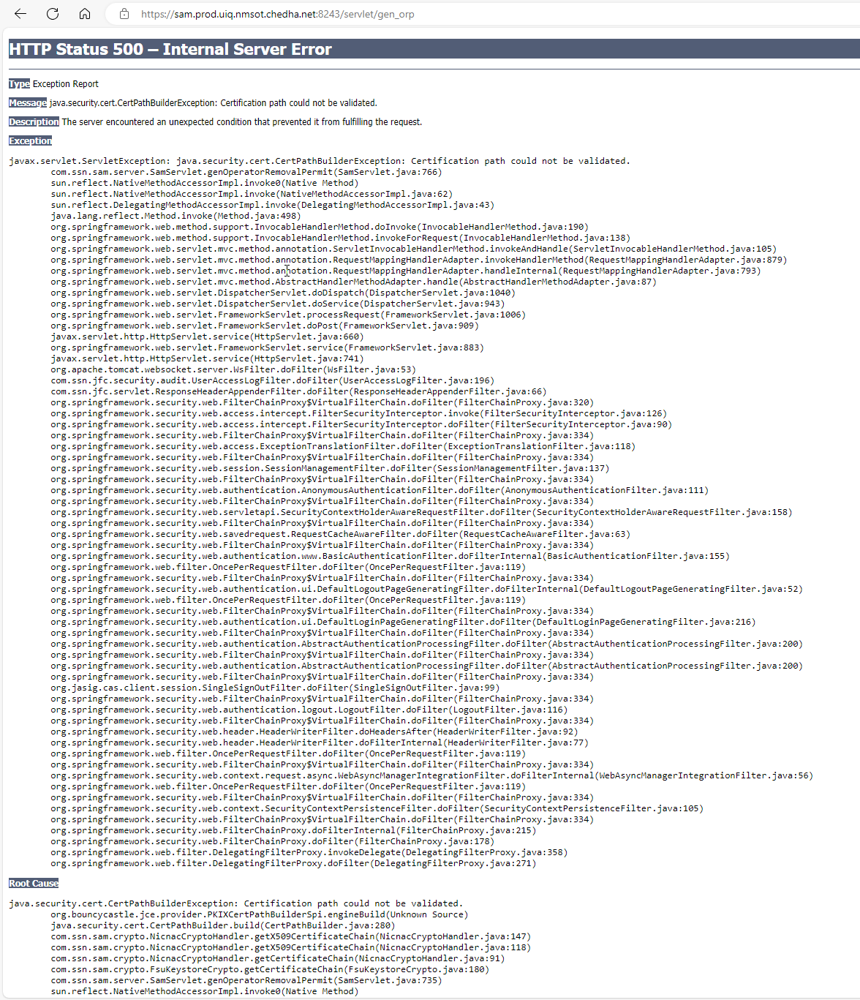 https://sam.prod.uiq.nmsot.chedha.net:8243/servlet/gen_orp
HTTP Status 500 – Internal Server Error
Type Exception Report
Message java.security.cert.CertPathBuilderException: Certification path could not be validated.
Description The server encountered an unexpected condition that prevented it from fulfilling the request.
Exception
javax.servlet.ServletException: java.security.cert.CertPathBuilderException: Certification path could not be validated.
com.ssn.sam.server.SamServlet.genOperatorRemovalPermit(SamServlet.java:766)
sun.reflect.NativeMethodAccessorImpl.invoke0(Native Method)
sun.reflect.NativeMethodAccessorImpl.invoke(NativeMethodAccessorImpl.java:62)
sun.reflect.DelegatingMethodAccessorImpl.invoke(DelegatingMethodAccessorImpl.java:43)
java.lang.reflect.Method.invoke(Method.java:498)
org.springframework.web.method.support.InvocableHandlerMethod.doInvoke(InvocableHandlerMethod.java:190)
org.springframework.web.method.support.InvocableHandlerMethod.invokeForRequest(InvocableHandlerMethod.java:138)
org.springframework.web.servlet.mvc.method.annotation.ServletInvocableHandlerMethod.invokeAndHandle(ServletInvocableHandlerMethod.java:105)
org.springframework.web.servlet.mvc.method.annotation.RequestMappingHandlerAdapter.invokeHandlerMethod(RequestMappingHandlerAdapter.java:879)
org.springframework.web.servlet.mvc.method.annotation.RequestMappingHandlerAdapter.handleInternal(RequestMappingHandlerAdapter.java:793)
org.springframework.web.servlet.mvc.method.AbstractHandlerMethodAdapter.handle(AbstractHandlerMethodAdapter.java:87)
org.springframework.web.servlet.DispatcherServlet.doDispatch(DispatcherServlet.java:1040)
org.springframework.web.servlet.DispatcherServlet.doService(DispatcherServlet.java:943)
org.springframework.web.servlet.FrameworkServlet.processRequest(FrameworkServlet.java:1006)
org.springframework.web.servlet.FrameworkServlet.doPost(FrameworkServlet.java:909)
javax.servlet.http.HttpServlet.service(HttpServlet.java:660)
org.springframework.web.servlet.FrameworkServlet.service(FrameworkServlet.java:883)
javax.servlet.http.HttpServlet.service(HttpServlet.java:741)
org.apache.tomcat.websocket.server.WsFilter.doFilter(WsFilter.java:53)
com.ssn.jfc.security.audit.UserAccessLogFilter.doFilter(UserAccessLogFilter.java:196)
com.ssn.jfc.servlet.ResponseHeaderAppenderFilter.doFilter(ResponseHeaderAppenderFilter.java:66)
org.springframework.security.web.FilterChainProxy$VirtualFilterChain.doFilter(FilterChainProxy.java:320)
org.springframework.security.web.access.intercept.FilterSecurityInterceptor.invoke(FilterSecurityInterceptor.java:126)
org.springframework.security.web.access.intercept.FilterSecurityInterceptor.doFilter(FilterSecurityInterceptor.java:90)
org.springframework.security.web.FilterChainProxy$VirtualFilterChain.doFilter(FilterChainProxy.java:334)
org.springframework.security.web.access.ExceptionTranslationFilter.doFilter(ExceptionTranslationFilter.java:118)
org.springframework.security.web.FilterChainProxy$VirtualFilterChain.doFilter(FilterChainProxy.java:334)
org.springframework.security.web.session.SessionManagementFilter.doFilter(SessionManagementFilter.java:137)
org.springframework.security.web.FilterChainProxy$VirtualFilterChain.doFilter(FilterChainProxy.java:334)
org.springframework.security.web.authentication.AnonymousAuthenticationFilter.doFilter(AnonymousAuthenticationFilter.java:111)
org.springframework.security.web.FilterChainProxy$VirtualFilterChain.doFilter(FilterChainProxy.java:334)
org.springframework.security.web.servletapi.SecurityContextHolderAwareRequestFilter.doFilter(SecurityContextHolderAwareRequestFilter.java:158)
org.springframework.security.web.FilterChainProxy$VirtualFilterChain.doFilter(FilterChainProxy.java:334)
org.springframework.security.web.savedrequest.RequestCacheAwareFilter.doFilter(RequestCacheAwareFilter.java:63)
org.springframework.security.web.FilterChainProxy$VirtualFilterChain.doFilter(FilterChainProxy.java:334)
org.springframework.security.web.authentication.www.BasicAuthenticationFilter.doFilterInternal(BasicAuthenticationFilter.java:155)
org.springframework.web.filter.OncePerRequestFilter.doFilter(OncePerRequestFilter.java:119)
org.springframework.security.web.FilterChainProxy$VirtualFilterChain.doFilter(FilterChainProxy.java:334)
org.springframework.security.web.authentication.ui.DefaultLogoutPageGeneratingFilter.doFilterInternal(DefaultLogoutPageGeneratingFilter.java:52)
org.springframework.web.filter.OncePerRequestFilter.doFilter(OncePerRequestFilter.java:119)
org.springframework.security.web.FilterChainProxy$VirtualFilterChain.doFilter(FilterChainProxy.java:334)
org.springframework.security.web.authentication.ui.DefaultLoginPageGeneratingFilter.doFilter(DefaultLoginPageGeneratingFilter.java:216)
org.springframework.security.web.FilterChainProxy$VirtualFilterChain.doFilter(FilterChainProxy.java:334)
org.springframework.security.web.authentication.AbstractAuthenticationProcessingFilter.doFilter(AbstractAuthenticationProcessingFilter.java:200)
org.springframework.security.web.FilterChainProxy$VirtualFilterChain.doFilter(FilterChainProxy.java:334)
org.springframework.security.web.authentication.AbstractAuthenticationProcessingFilter.doFilter(AbstractAuthenticationProcessingFilter.java:200)
org.springframework.security.web.FilterChainProxy$VirtualFilterChain.doFilter(FilterChainProxy.java:334)
org.jasig.cas.client.session.SingleSignOutFilter.doFilter(SingleSignOutFilter.java:99)
org.springframework.security.web.FilterChainProxy$VirtualFilterChain.doFilter(FilterChainProxy.java:334)
org.springframework.security.web.authentication.logout.LogoutFilter.doFilter(LogoutFilter.java:116)
org.springframework.security.web.FilterChainProxy$VirtualFilterChain.doFilter(FilterChainProxy.java:334)
org.springframework.security.web.header.HeaderWriterFilter.doHeadersAfter(HeaderWriterFilter.java:92)
org.springframework.security.web.header.HeaderWriterFilter.doFilterInternal(HeaderWriterFilter.java:77)
org.springframework.web.filter.OncePerRequestFilter.doFilter(OncePerRequestFilter.java:119)
org.springframework.security.web.FilterChainProxy$VirtualFilterChain.doFilter(FilterChainProxy.java:334)
org.springframework.security.web.context.request.async.WebAsyncManagerIntegrationFilter.doFilterInternal(WebAsyncManagerIntegrationFilter.java:56)
org.springframework.web.filter.OncePerRequestFilter.doFilter(OncePerRequestFilter.java:119)
org.springframework.security.web.FilterChainProxy$VirtualFilterChain.doFilter(FilterChainProxy.java:334)
org.springframework.security.web.context.SecurityContextPersistenceFilter.doFilter(SecurityContextPersistenceFilter.java:105)
org.springframework.security.web.FilterChainProxy$VirtualFilterChain.doFilter(FilterChainProxy.java:334)
org.springframework.security.web.FilterChainProxy.doFilterInternal(FilterChainProxy.java:215)
org.springframework.security.web.FilterChainProxy.doFilter(FilterChainProxy.java:178)
org.springframework.web.filter.DelegatingFilterProxy.invokeDelegate(DelegatingFilterProxy.java:358)
org.springframework.web.filter.DelegatingFilterProxy.doFilter(DelegatingFilterProxy.java:271)
Root Cause
java.security.cert.CertPathBuilderException: Certification path could not be validated.
org.bouncycastle.jce.provider.PKIXCertPathBuilderSpi.engineBuild(Unknown Source)
java.security.cert.CertPathBuilder.build(CertPathBuilder.java:280)
com.ssn.sam.crypto.NicnacCryptoHandler.getX509CertificateChain(NicnacCryptoHandler.java:147)
com.ssn.sam.crypto.NicnacCryptoHandler.getX509CertificateChain(NicnacCryptoHandler.java:118)
com.ssn.sam.crypto.NicnacCryptoHandler.getCertificateChain(NicnacCryptoHandler.java:91)
com.ssn.sam.crypto.FsuKeystoreCrypto.getCertificateChain(FsuKeystoreCrypto.java:180)
com.ssn.sam.server.SamServlet.genOperatorRemovalPermit(SamServlet.java:735)
sun.reflect.NativeMethodAccessorImpl.invoke0(Native Method)